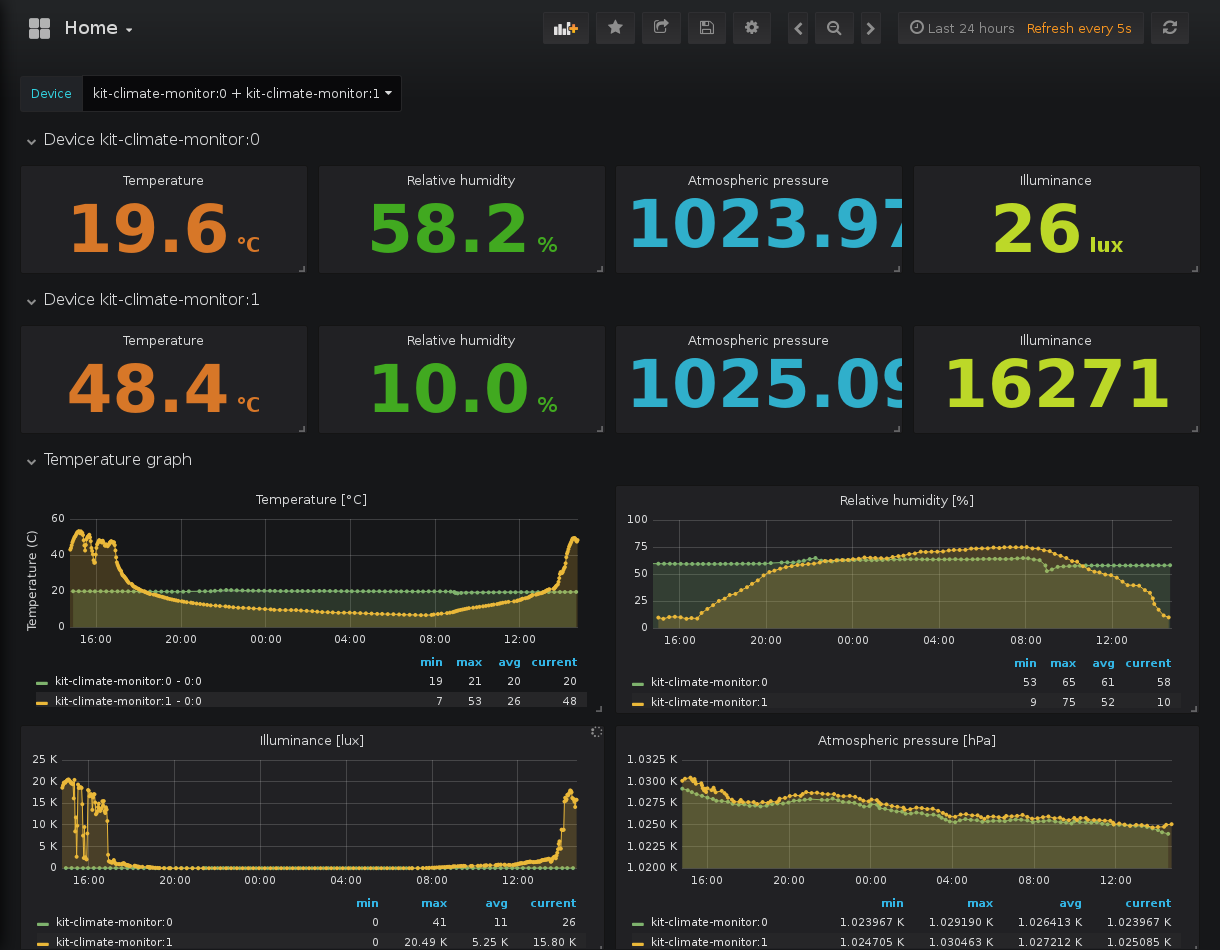 Home
Last 24 hours Refresh every 5s
Device kit-climate-monitor:0 + kit-climate-monitor:1
Device kit-climate-monitor:0
Temperature Relative humidity Atmospheric pressure Illuminance
19.6 °C 58.2 % 1023.97 26 lux
Device kit-climate-monitor:1
Temperature Relative humidity Atmospheric pressure Illuminance
48.4 °C 10.0 % 1025.09 16271
Temperature graph
Temperature [°C]
Temperature (C)
60
40
20
0
16:00 20:00 00:00 04:00 08:00 12:00
min max avg current
kit-climate-monitor:0 - 0:0 19 21 20 20
kit-climate-monitor:1 - 0:0 7 53 26 48
Relative humidity [%]
100
75
50
25
0
16:00 20:00 00:00 04:00 08:00 12:00
min max avg current
kit-climate-monitor:0 53 65 61 58
kit-climate-monitor:1 9 75 52 10
Illuminance [lux]
25 K
20 K
15 K
10 K
5 K
0
16:00 20:00 00:00 04:00 08:00 12:00
min max avg current
kit-climate-monitor:0 0 41 11 26
kit-climate-monitor:1 0 20.49 K 5.25 K 15.80 K
Atmospheric pressure [hPa]
1.0325 K
1.0300 K
1.0275 K
1.0250 K
1.0225 K
1.0200 K
16:00 20:00 00:00 04:00 08:00 12:00
min max avg current
kit-climate-monitor:0 1.023967 K 1.029190 K 1.026413 K 1.023967 K
kit-climate-monitor:1 1.024705 K 1.030463 K 1.027212 K 1.025085 K